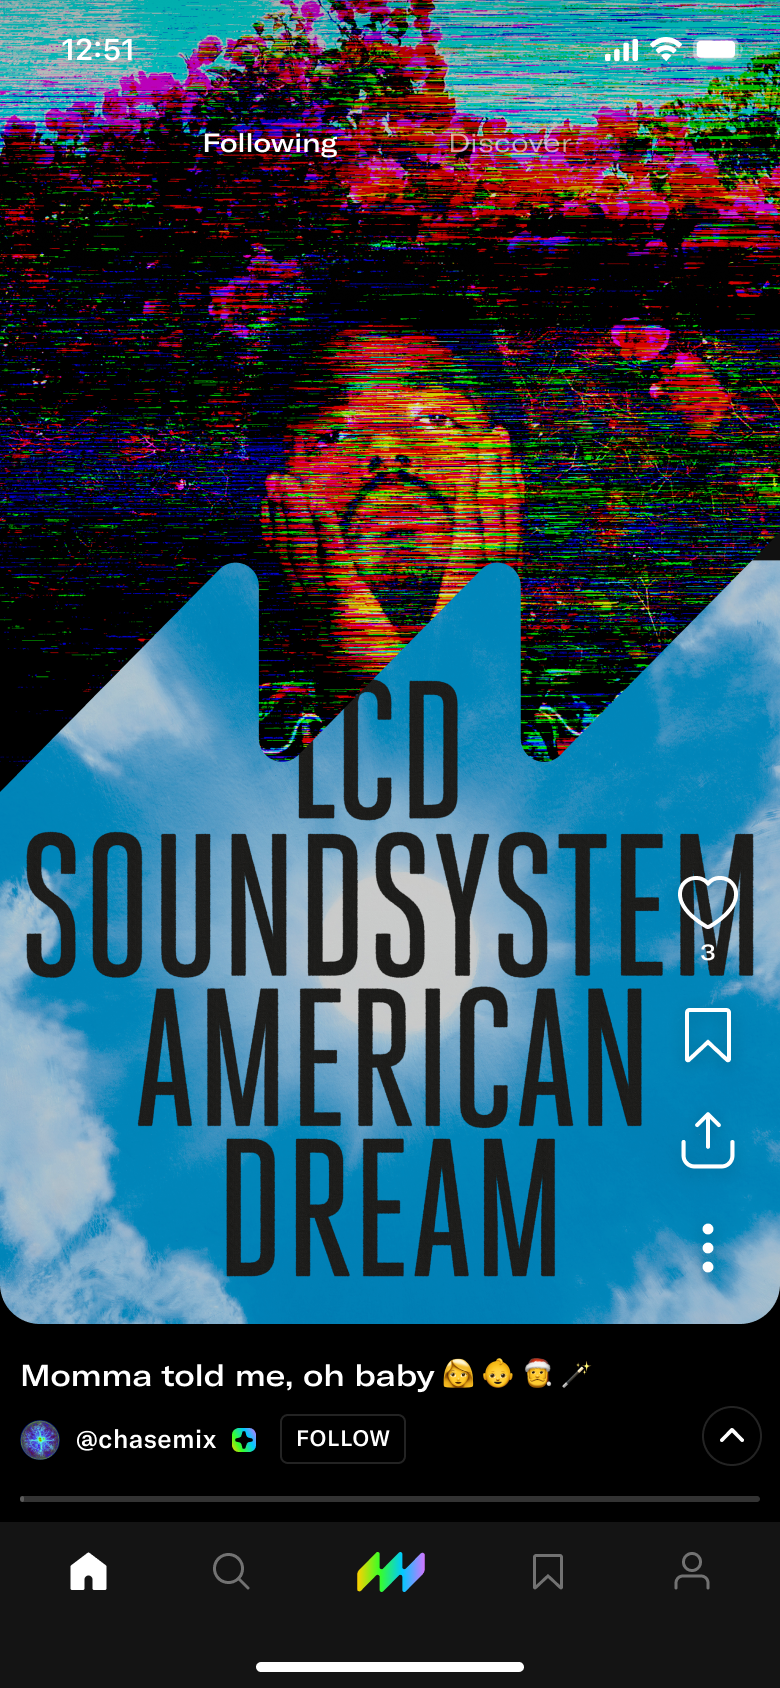 12:51
Following Discover
LCD
SOUNDSYSTEM
AMERICAN
DREAM
3
Momma told me, oh baby 👩👶🎅🪄
@chasemix FOLLOW